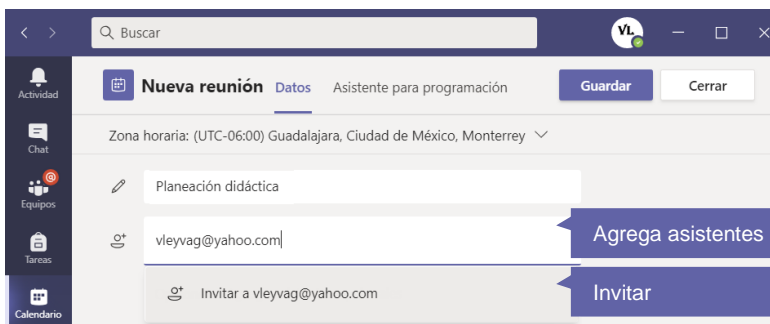 Buscar
VL
Actividad
Nueva reunión Datos Asistente para programación Guardar Cerrar
Chat
Zona horaria: (UTC-06:00) Guadalajara, Ciudad de México, Monterrey
Equipos
Planeación didáctica
Tareas
vleyvag@yahoo.com
Agrega asistentes
Calendario
Invitar a vleyvag@yahoo.com
Invitar